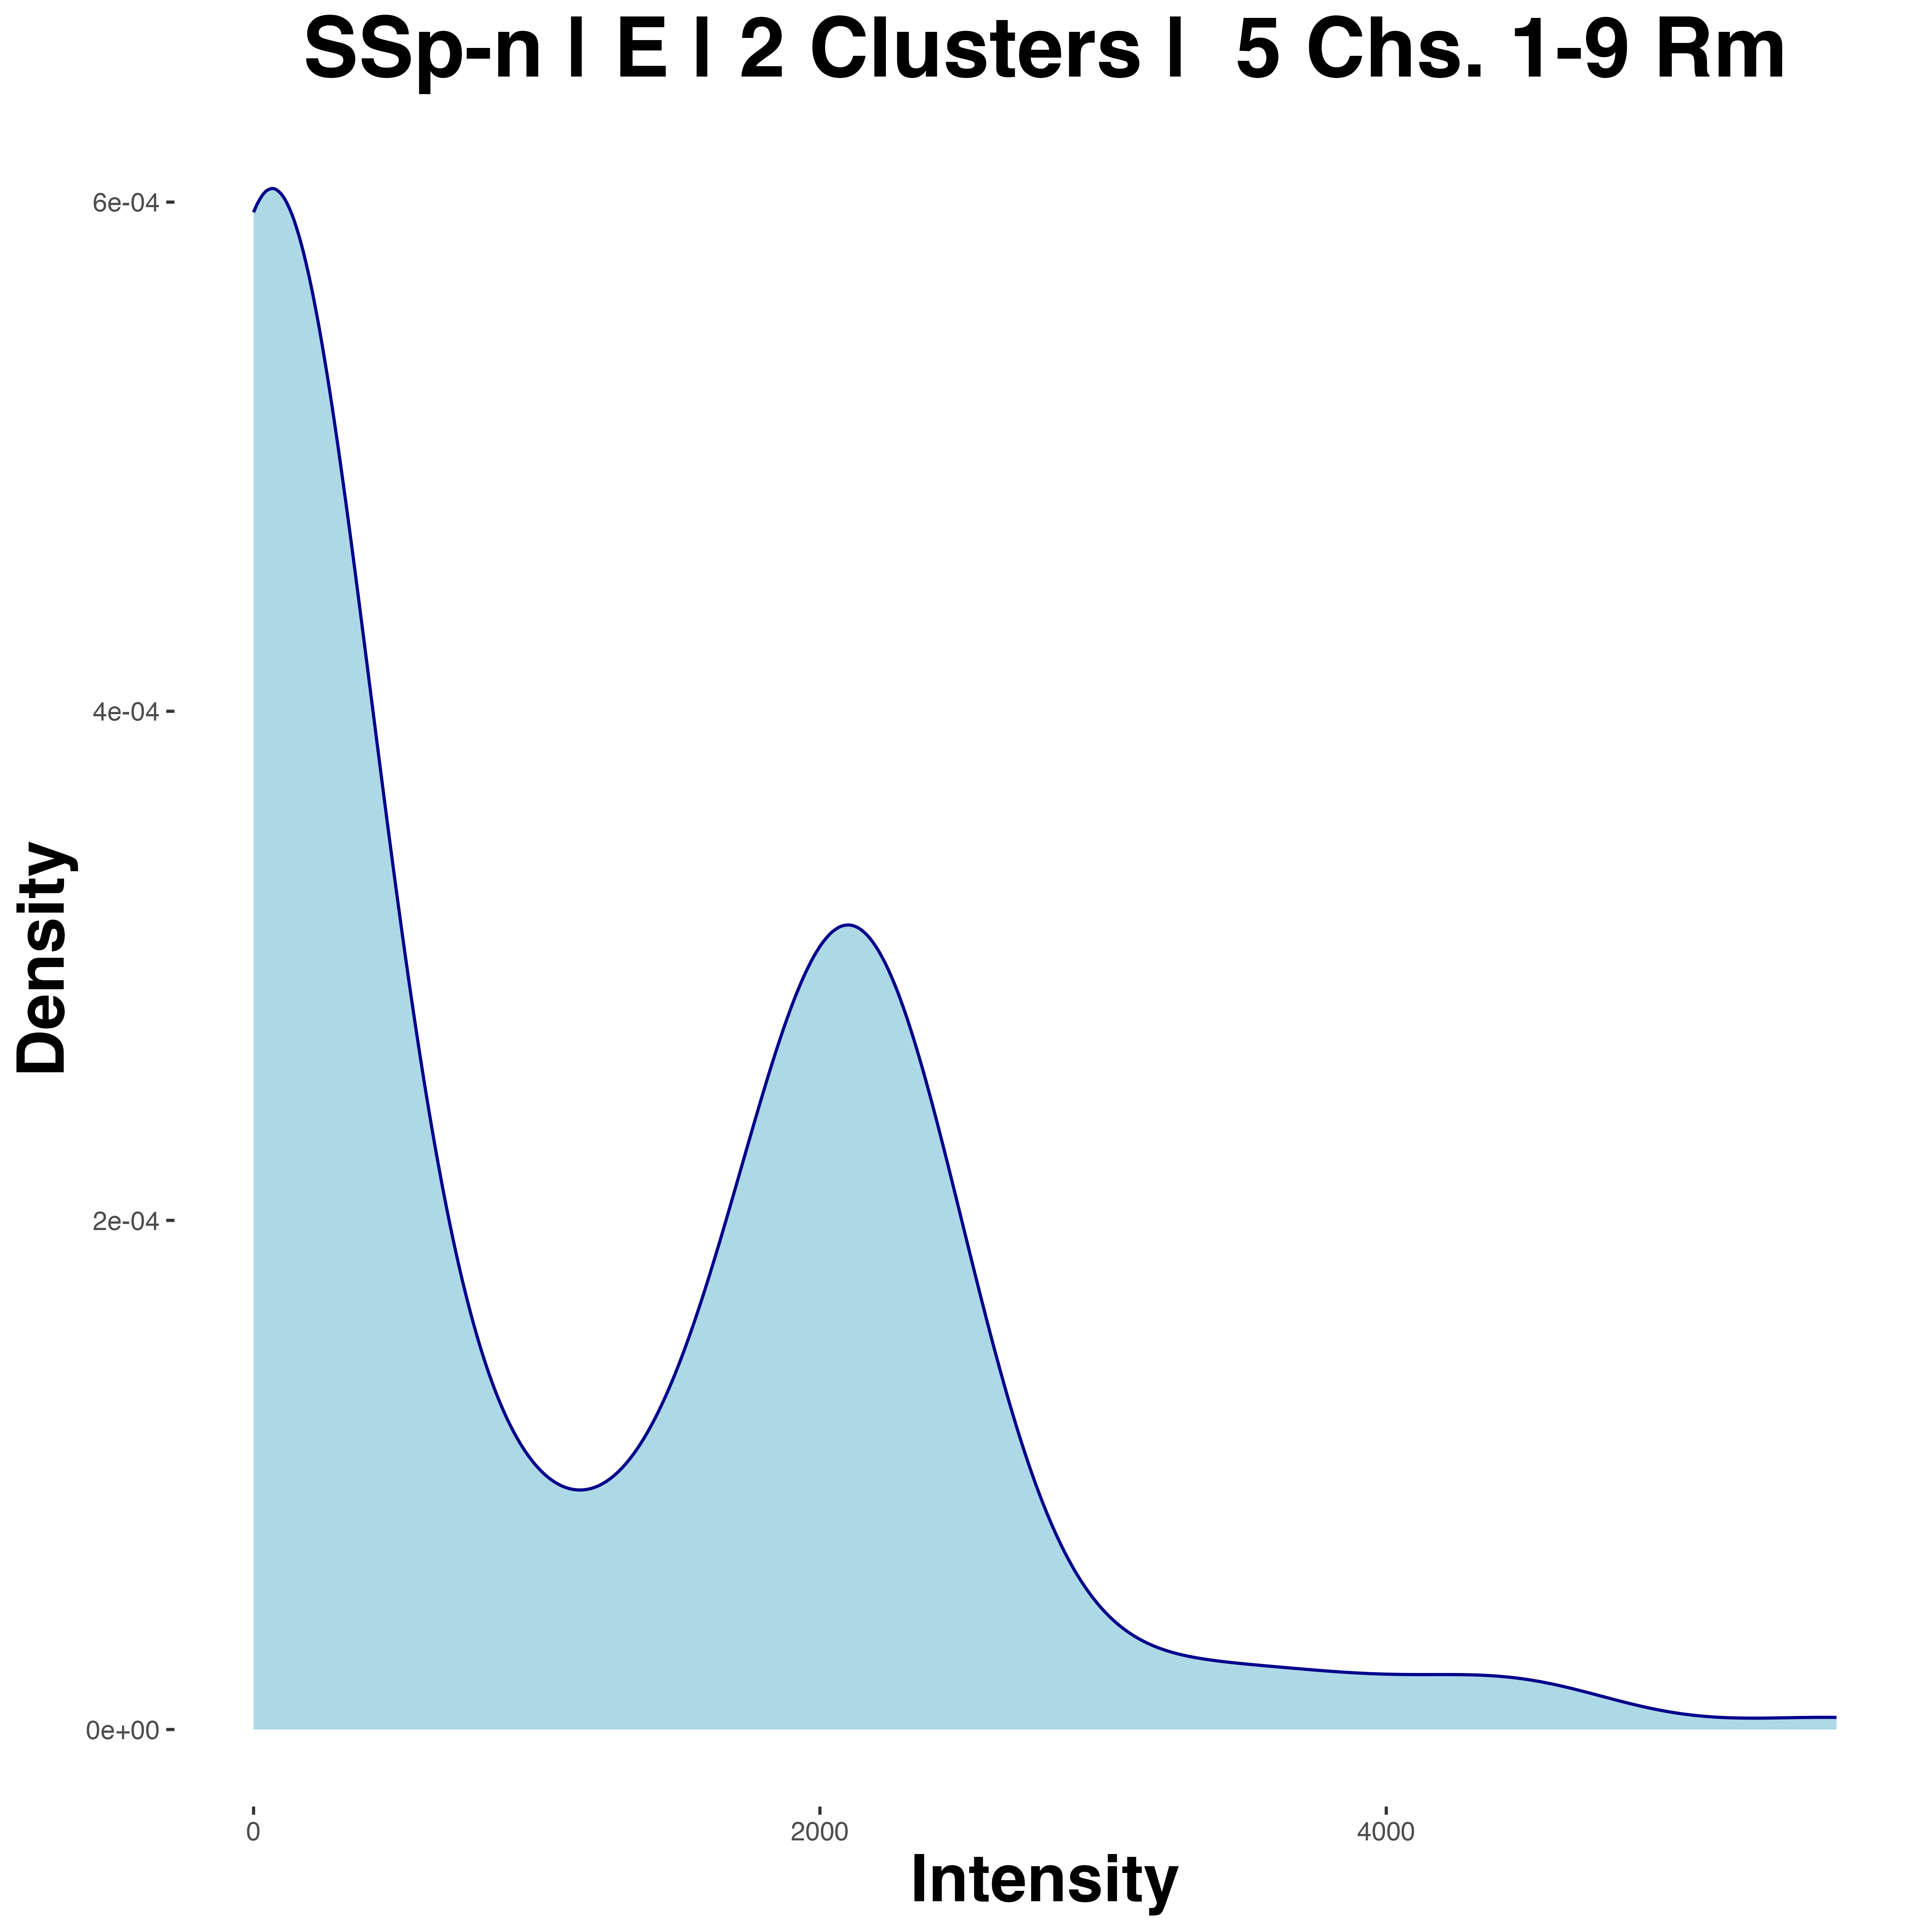 SSp-n | E | 2 Clusters |  5 Chs. 1-9 Rm
6e-04
4e-04
2e-04
0e+00
Density
0
2000
4000
Intensity